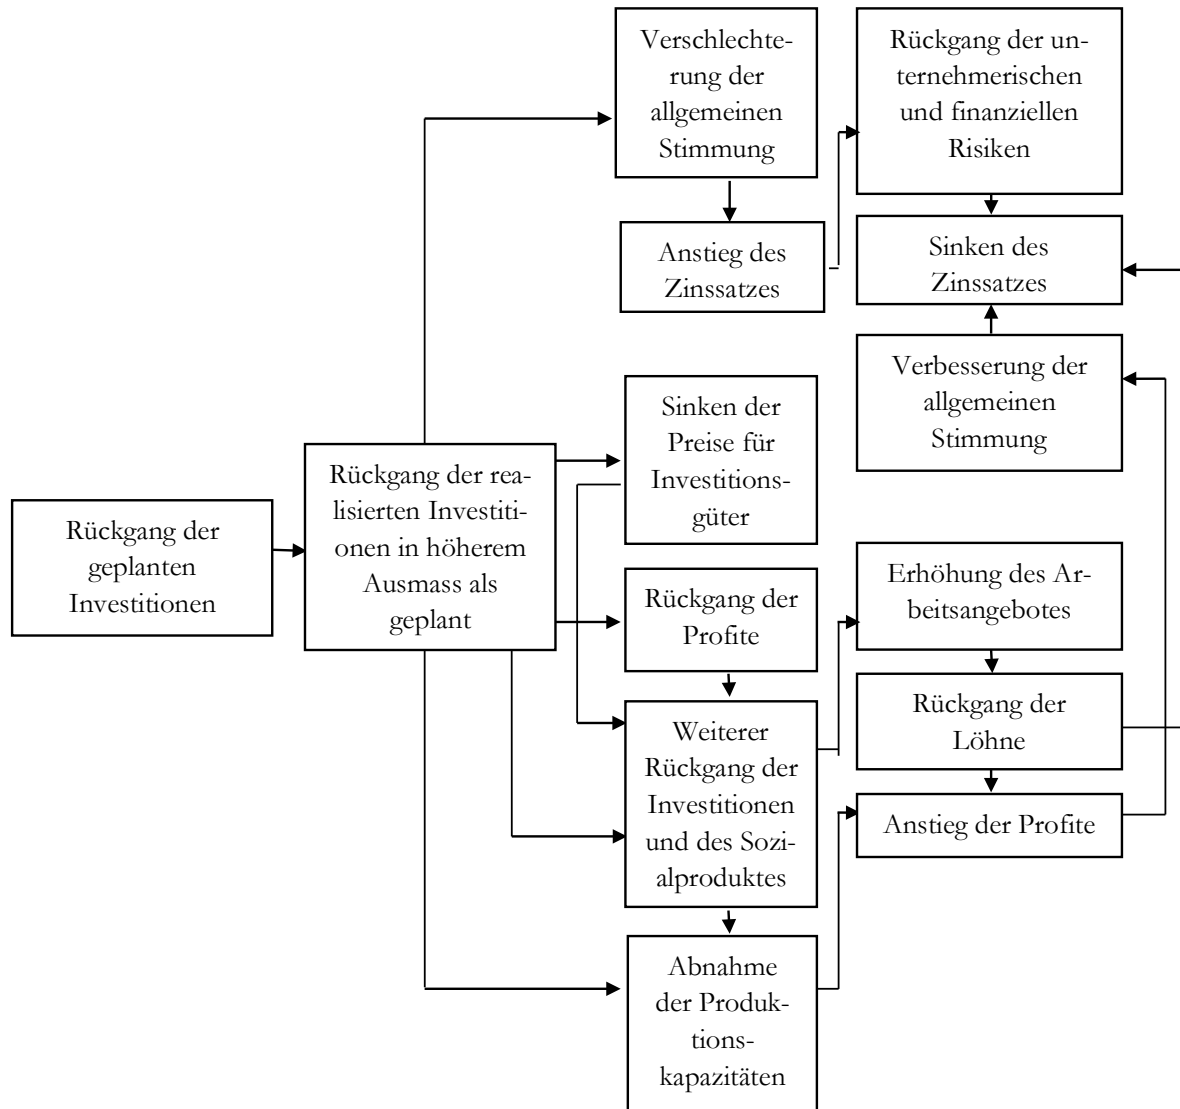 Verschlechte-
rung der
allgemeinen
Stimmung
Rückgang der un-
ternehmerischen
und finanziellen
Risiken
Anstieg des
Zinssatzes
Sinken des
Zinssatzes
Verbesserung der
allgemeinen
Stimmung
Sinken der
Preise für
Investitions-
güter
Rückgang der
geplanten
Investitionen
Rückgang der rea-
lisierten Investiti-
onen in höherem
Ausmass als
geplant
Rückgang der
Profite
Erhöhung des Ar-
beitsangebotes
Weiterer
Rückgang der
Investitionen
und des Sozi-
alproduktes
Rückgang der
Löhne
Anstieg der Profite
Abnahme
der Produk-
tions-
kapazitäten